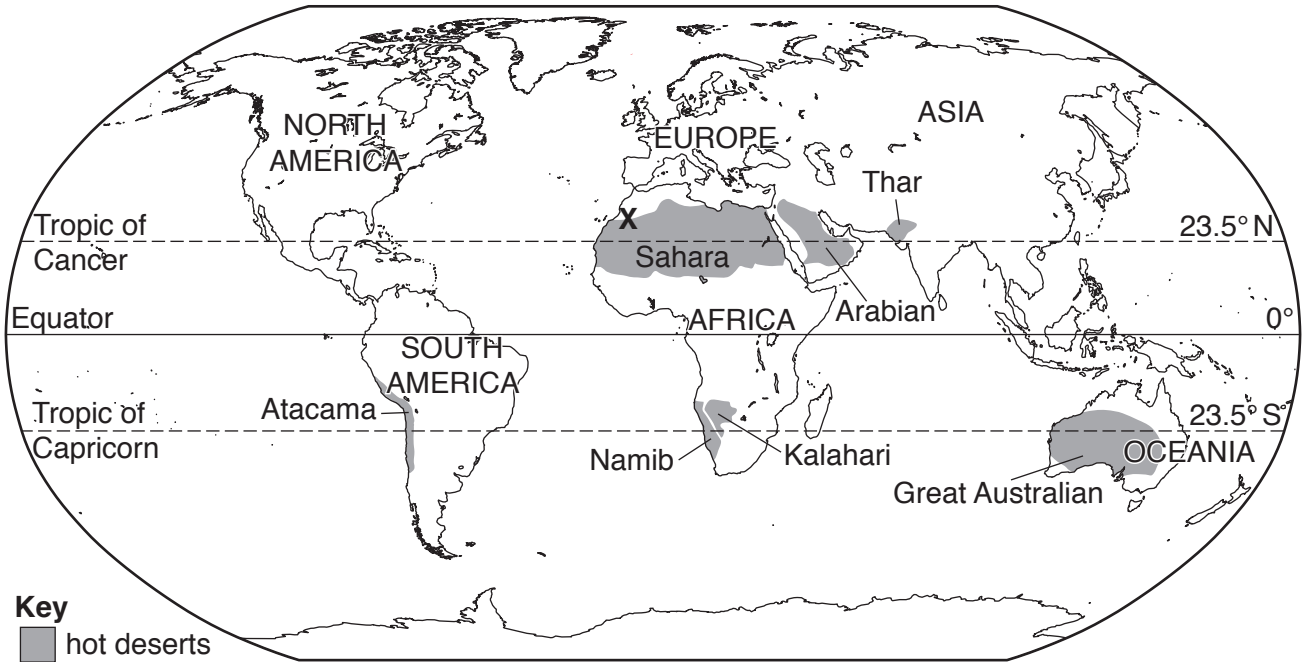 NORTH
AMERICA
EUROPE
ASIA
Thar
X
Tropic of
Cancer
23.5° N
Sahara
Arabian
Equator
AFRICA
0°
SOUTH
AMERICA
Atacama
Tropic of
Capricorn
23.5° S
Namib
Kalahari
OCEANIA
Great Australian
Key
hot deserts